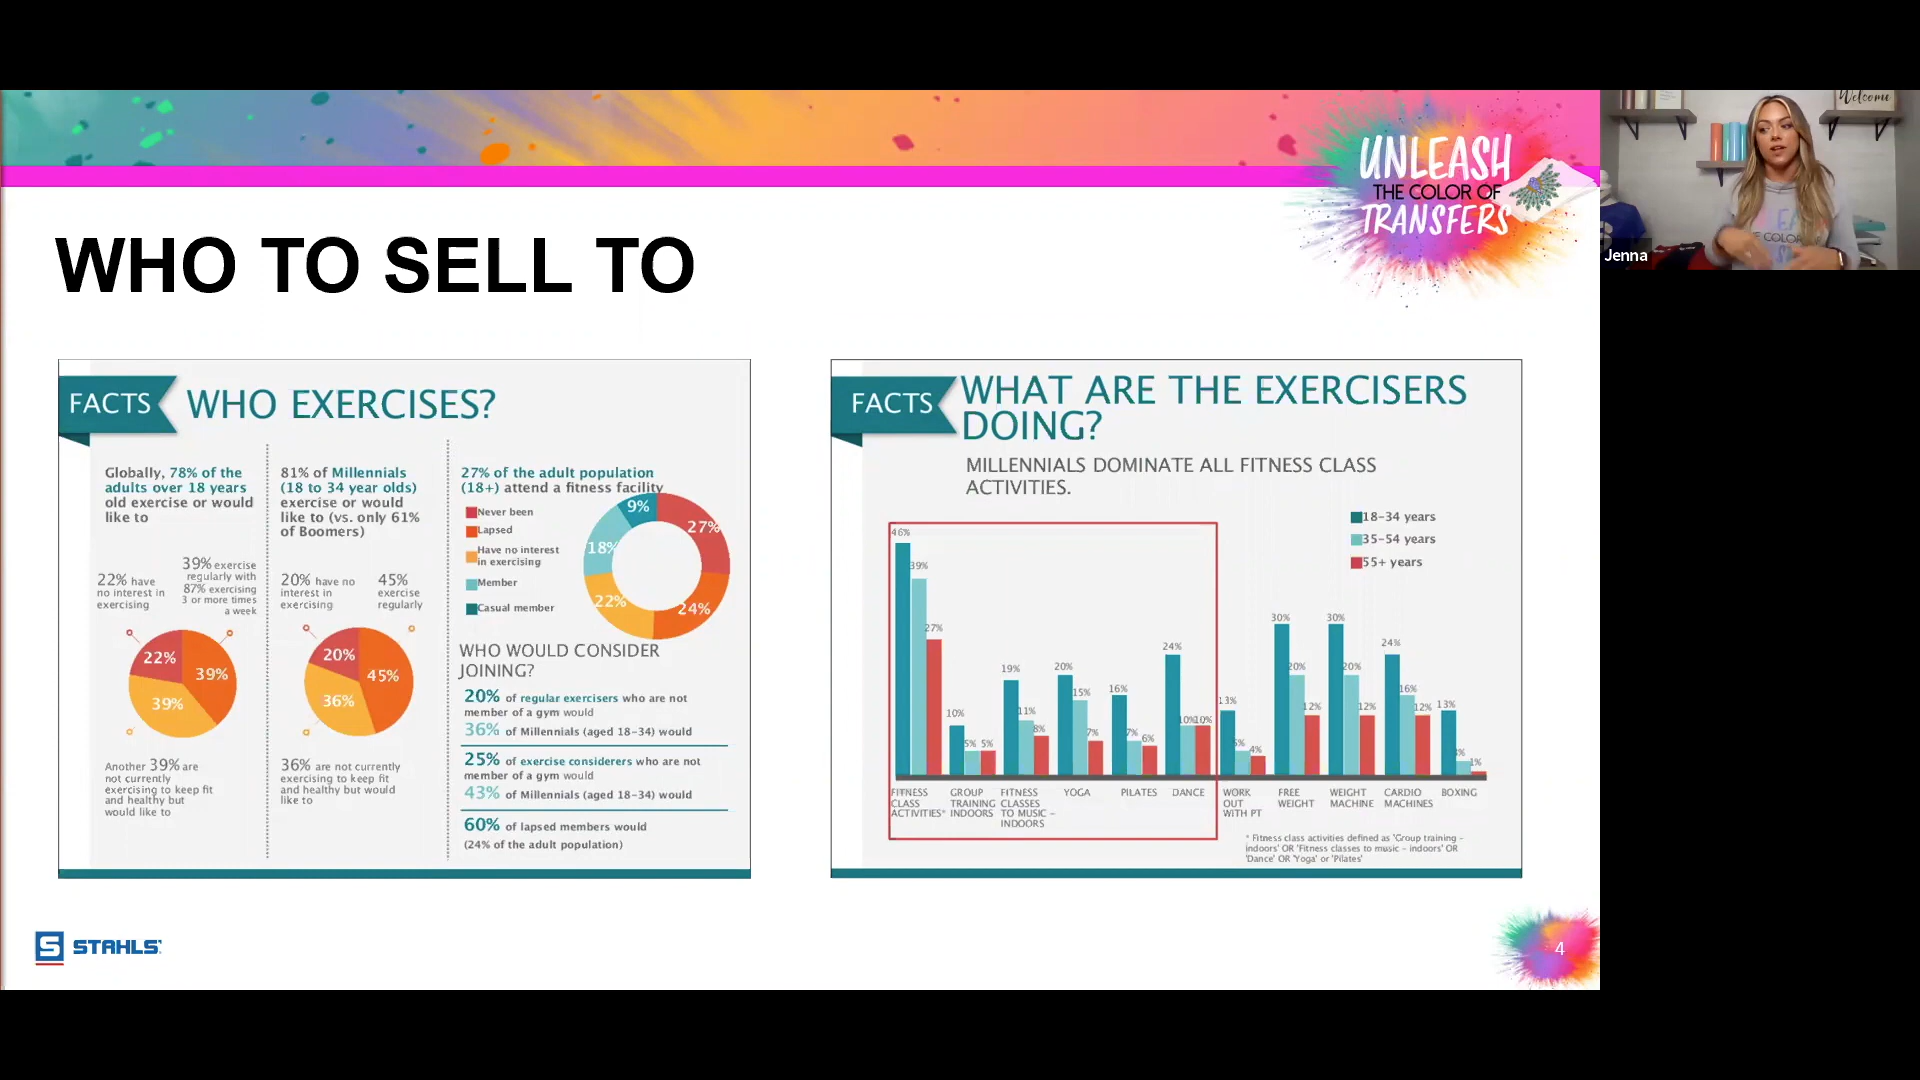 UNLEASH
THE COLOR OF
TRANSFERS
Welcome
Jenna
WHO TO SELL TO
FACTS
WHO EXERCISES?
Globally, 78% of the
adults over 18 years
old exercise or would
like to
22% have
no interest in
exercising
39% exercise
regularly with
87% exercising
3 or more times
a week
22%
39%
39%
Another 39% are
not currently
exercising to keep fit
and healthy but
would like to
81% of Millennials
(18 to 34 year olds)
exercise or would
like to (vs. only 61%
of Boomers)
20% have no
interest in
exercising
45%
exercise
regularly
20%
45%
36%
36% are not currently
exercising to keep fit
and healthy but would
like to
27% of the adult population
(18+) attend a fitness facility
Never been
Lapsed
Have no interest
in exercising
Member
Casual member
9%
27%
18%
22%
24%
WHO WOULD CONSIDER
JOINING?
20% of regular exercisers who are not
member of a gym would
36% of Millennials (aged 18-34) would
25% of exercise considerers who are not
member of a gym would
43% of Millennials (aged 18-34) would
60% of lapsed members would
(24% of the adult population)
FACTS
WHAT ARE THE EXERCISERS
DOING?
MILLENNIALS DOMINATE ALL FITNESS CLASS
ACTIVITIES.
18-34 years
35-54 years
55+ years
46%
39%
27%
10%
5%
5%
19%
11%
8%
20%
15%
7%
16%
7%
6%
24%
10%
10%
13%
5%
4%
30%
20%
12%
30%
20%
12%
24%
16%
12%
13%
3%
1%
FITNESS
CLASS
ACTIVITIES*
GROUP
TRAINING
INDOORS
FITNESS
CLASSES
TO MUSIC -
INDOORS
YOGA
PILATES
DANCE
WORK
OUT
WITH PT
FREE
WEIGHT
WEIGHT
MACHINE
CARDIO
MACHINES
BOXING
* Fitness class activities defined as 'Group training -
indoors' OR 'Fitness classes to music - indoors' OR
'Dance' OR 'Yoga' or 'Pilates'
S STAHLS'
4